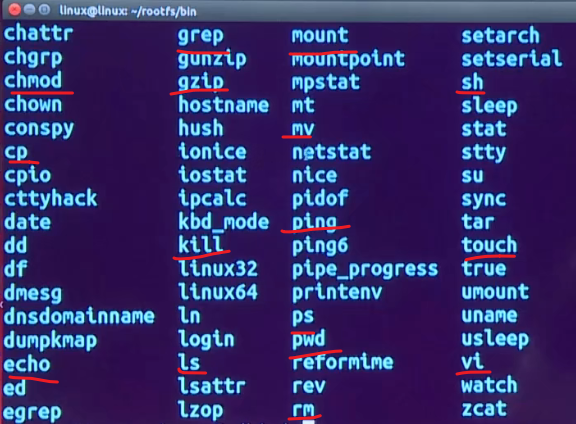 linux@linux: ~/rootfs/bin
chattr grep mount setarch
chgrp gunzip mountpoint setserial
chmod gzip mpstat sh
chown hostname mt sleep
conspy hush mv stat
cp ionice netstat stty
cpio iostat nice su
cttyhack ipcalc pidof sync
date kbd_mode ping tar
dd kill ping6 touch
df linux32 pipe_progress true
dmesg linux64 printenv umount
dnsdomainname ln ps uname
dumpkmap login pwd usleep
echo ls reformime vi
ed lsattr rev watch
egrep lzop rm zcat